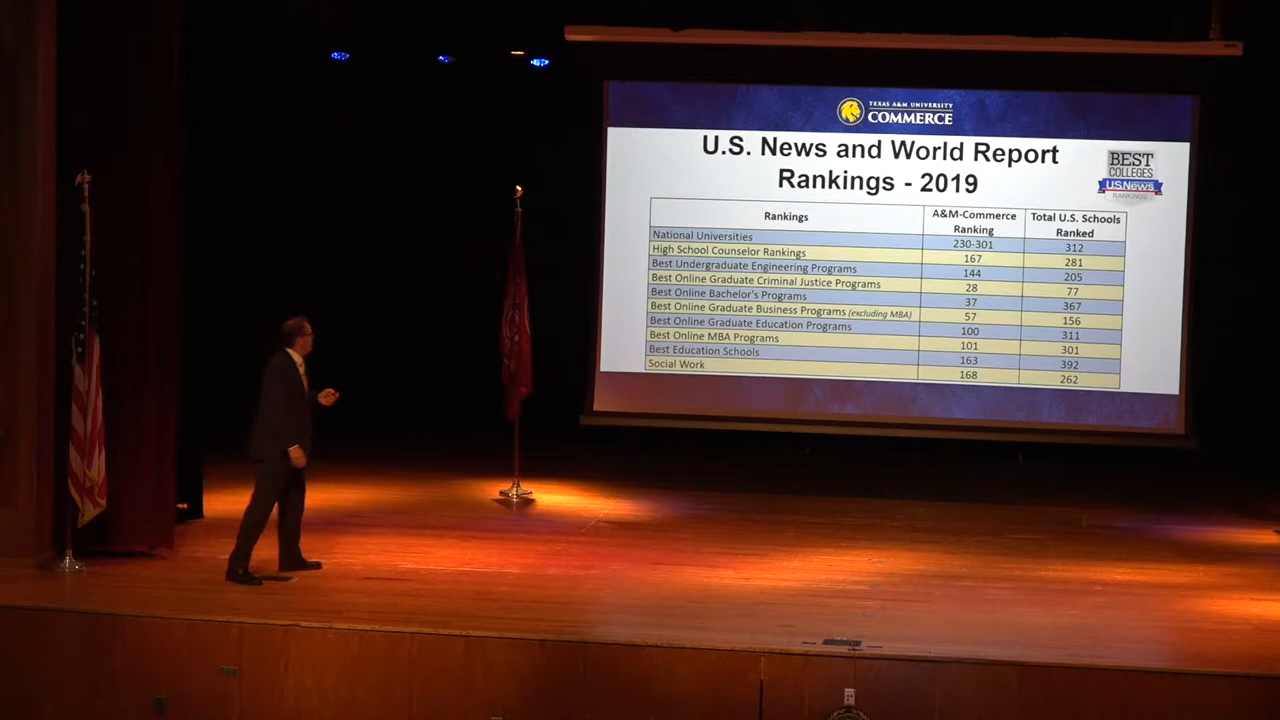 TEXAS A&M UNIVERSITY
COMMERCE
U.S. News and World Report
Rankings - 2019
BEST
COLLEGES
U.S.News
RANKINGS
Rankings A&M-Commerce Ranking Total U.S. Schools Ranked
National Universities 230-301 312
High School Counselor Rankings 167 281
Best Undergraduate Engineering Programs 144 205
Best Online Graduate Criminal Justice Programs 28 77
Best Online Bachelor's Programs 37 367
Best Online Graduate Business Programs (excluding MBA) 57 156
Best Online Graduate Education Programs 100 311
Best Online MBA Programs 101 301
Best Education Schools 163 392
Social Work 168 262